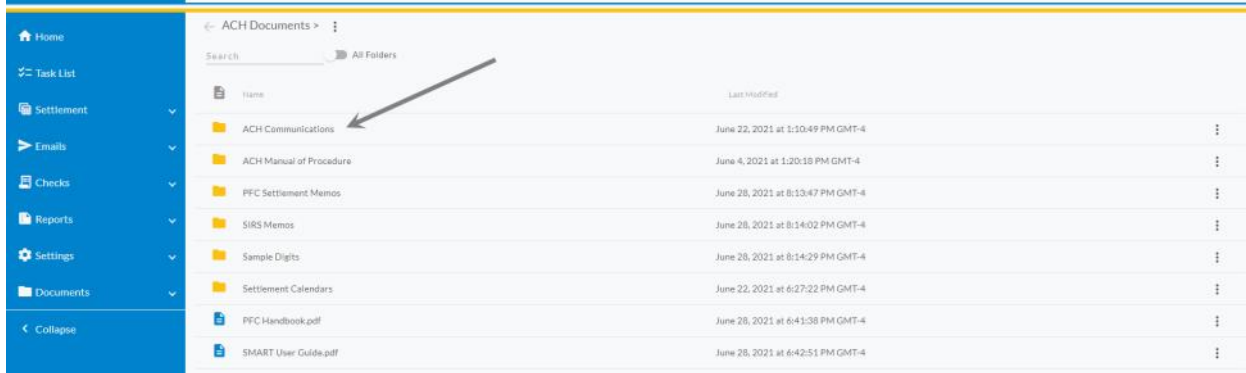 Home
Task List
Settlement
Emails
Checks
Reports
Settings
Documents
Collapse
ACH Documents >
Search
All Folders
Name Last Modified
ACH Communications June 22, 2021 at 1:10:49 PM GMT-4
ACH Manual of Procedure June 4, 2021 at 1:20:18 PM GMT-4
PFC Settlement Memos June 28, 2021 at 8:13:47 PM GMT-4
SIRS Memos June 28, 2021 at 8:14:02 PM GMT-4
Sample Digits June 28, 2021 at 8:14:29 PM GMT-4
Settlement Calendars June 22, 2021 at 6:27:22 PM GMT-4
PFC Handbook.pdf June 28, 2021 at 6:41:38 PM GMT-4
SMART User Guide.pdf June 28, 2021 at 6:42:51 PM GMT-4